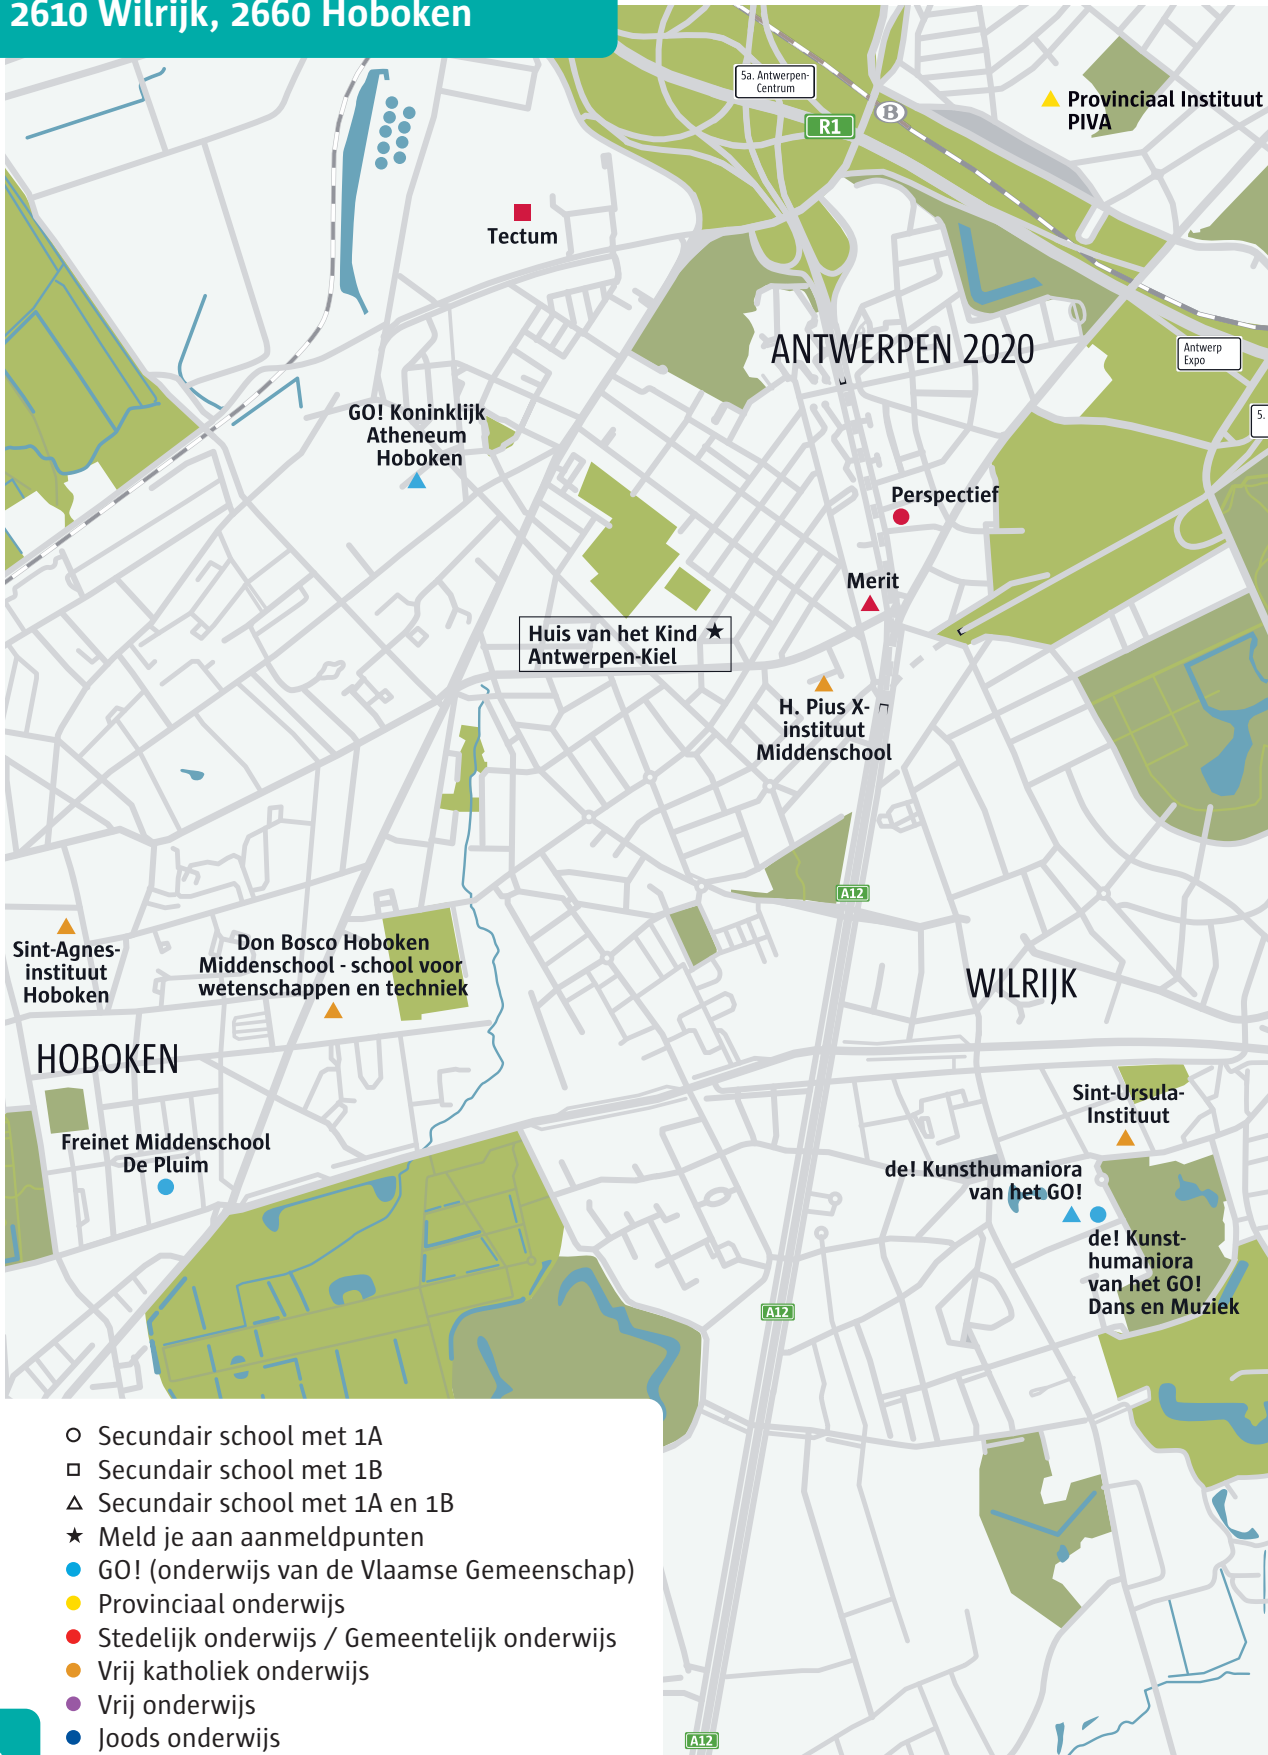 2610 Wilrijk, 2660 Hoboken
5a. Antwerpen-
Centrum
R1
B
Provinciaal Instituut
PIVA
Tectum
ANTWERPEN 2020
Antwerp
Expo
5.
GO! Koninklijk
Atheneum
Hoboken
Perspectief
Merit
Huis van het Kind ★
Antwerpen-Kiel
H. Pius X-
instituut
Middenschool
A12
Sint-Agnes-
instituut
Hoboken
Don Bosco Hoboken
Middenschool - school voor
wetenschappen en techniek
WILRIJK
HOBOKEN
Sint-Ursula-
Instituut
Freinet Middenschool
De Pluim
de! Kunsthumaniora
van het GO!
de! Kunst-
humaniora
van het GO!
Dans en Muziek
A12
Secundair school met 1A
Secundair school met 1B
Secundair school met 1A en 1B
★ Meld je aan aanmeldpunten
GO! (onderwijs van de Vlaamse Gemeenschap)
Provinciaal onderwijs
Stedelijk onderwijs / Gemeentelijk onderwijs
Vrij katholiek onderwijs
Vrij onderwijs
Joods onderwijs
A12